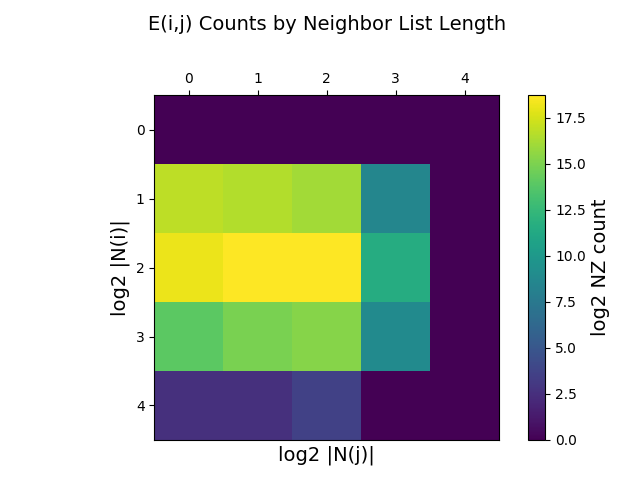 E(i,j) Counts by Neighbor List Length
0 1 2 3 4
0
1
2
3
4
log2 |N(i)|
log2 |N(j)|
17.5
15.0
12.5
10.0
7.5
5.0
2.5
0.0
log2 NZ count